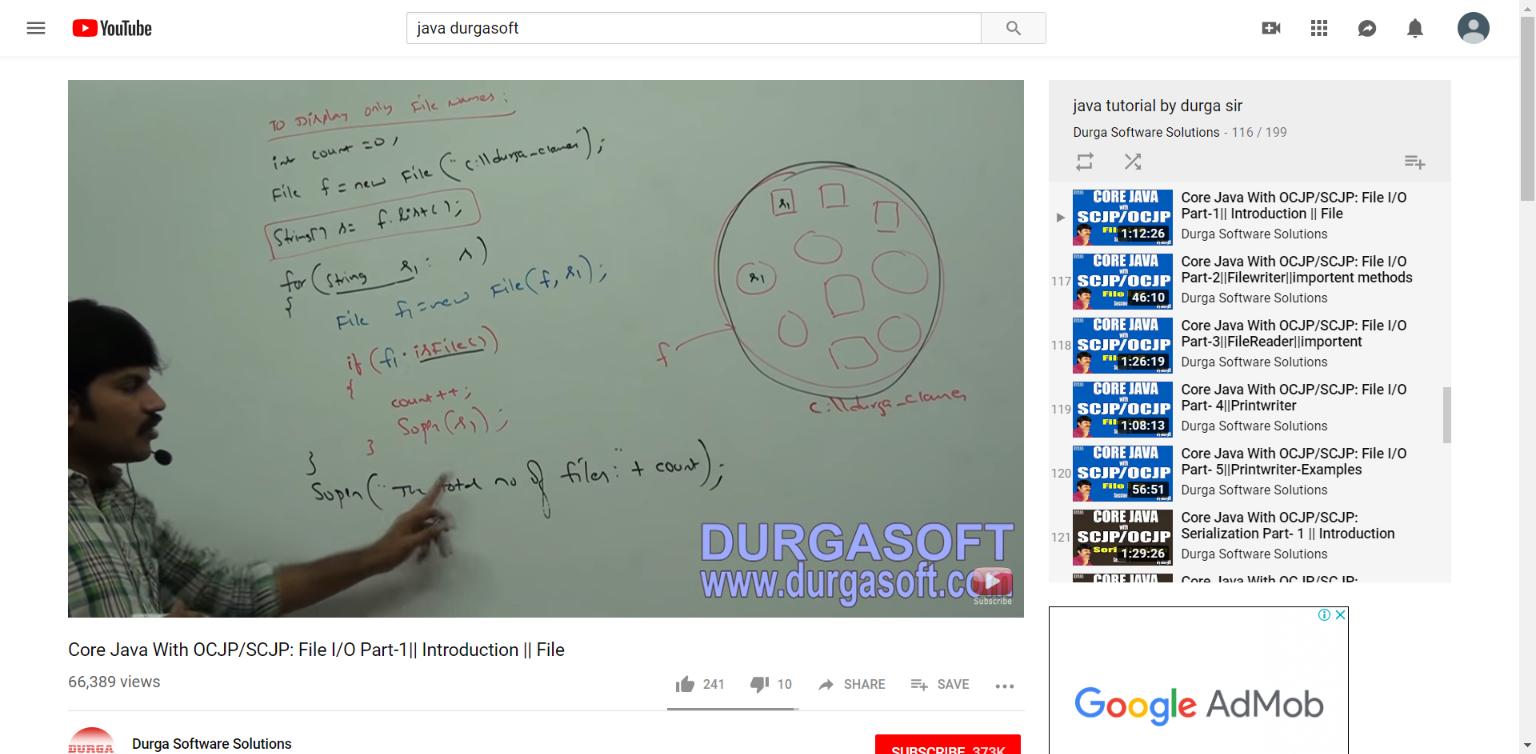 YouTube
java durgasoft
TO Display only File Names:
int count =0;
File f = new File ("c:\\durga_classes");
String[] s = f.list();
for (String s1 : s)
{
File f1 = new File(f, s1);
if (f1.isFile())
{
count++;
Sopln(s1);
}
}
Sopln("The total no of files:" + count);
s1
s1
f
c:\\durga_classes
DURGASOFT
www.durgasoft.com
Subscribe
Core Java With OCJP/SCJP: File I/O Part-1|| Introduction || File
66,389 views
241
10
SHARE
SAVE
DURGA
Durga Software Solutions
SUBSCRIBE 373K
java tutorial by durga sir
Durga Software Solutions - 116 / 199
CORE JAVA
with
SCJP/OCJP
1:12:26
Core Java With OCJP/SCJP: File I/O
Part-1|| Introduction || File
Durga Software Solutions
117
CORE JAVA
with
SCJP/OCJP
46:10
Core Java With OCJP/SCJP: File I/O
Part-2||Filewriter||importent methods
Durga Software Solutions
118
CORE JAVA
with
SCJP/OCJP
1:26:19
Core Java With OCJP/SCJP: File I/O
Part-3||FileReader||importent
Durga Software Solutions
119
CORE JAVA
with
SCJP/OCJP
1:08:13
Core Java With OCJP/SCJP: File I/O
Part- 4||Printwriter
Durga Software Solutions
120
CORE JAVA
with
SCJP/OCJP
56:51
Core Java With OCJP/SCJP: File I/O
Part- 5||Printwriter-Examples
Durga Software Solutions
121
CORE JAVA
with
SCJP/OCJP
1:29:26
Core Java With OCJP/SCJP:
Serialization Part- 1 || Introduction
Durga Software Solutions
CORE JAVA
Core Java With OCJP/SCJP:
Google AdMob